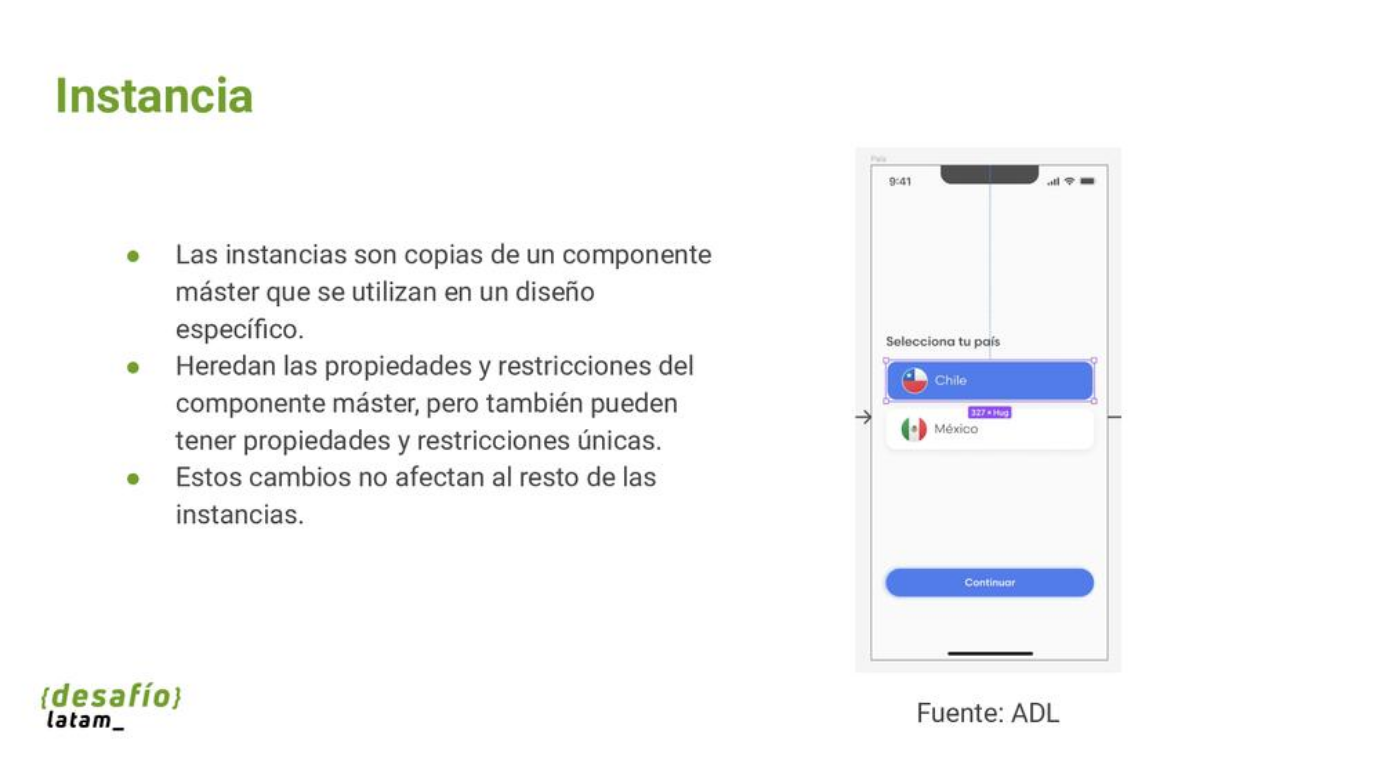 Instancia
● Las instancias son copias de un componente
máster que se utilizan en un diseño
específico.
● Heredan las propiedades y restricciones del
componente máster, pero también pueden
tener propiedades y restricciones únicas.
● Estos cambios no afectan al resto de las
instancias.
País
9:41
Selecciona tu país
Chile
327 × Hug
México
Continuar
Fuente: ADL
{desafío}
latam_